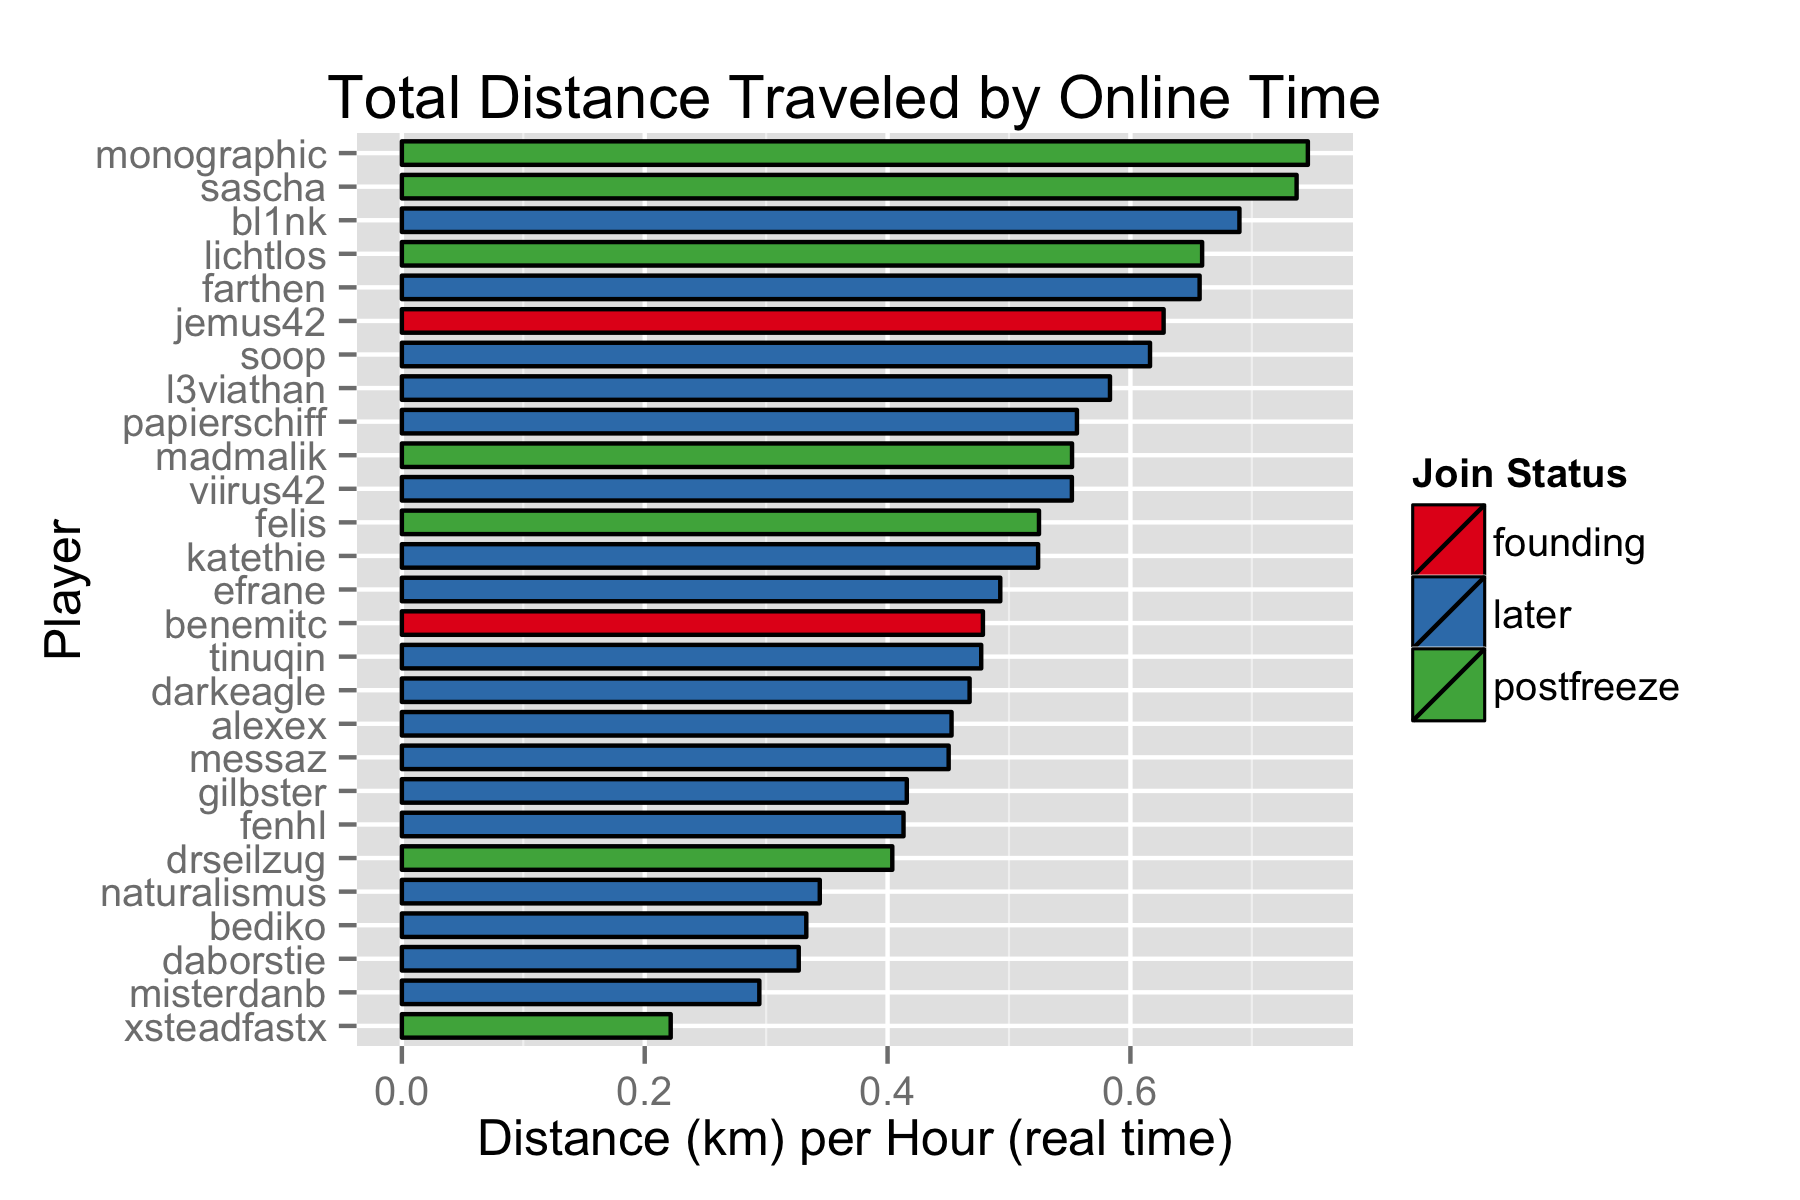 Total Distance Traveled by Online Time
monographic
sascha
bl1nk
lichtlos
farthen
jemus42
soop
l3viathan
papierschiff
madmalik
viirus42
felis
katethie
efrane
benemitc
tinuqin
darkeagle
alexex
messaz
gilbster
fenhl
drseilzug
naturalismus
bediko
daborstie
misterdanb
xsteadfastx
Player
0.0 0.2 0.4 0.6
Distance (km) per Hour (real time)
Join Status
founding
later
postfreeze